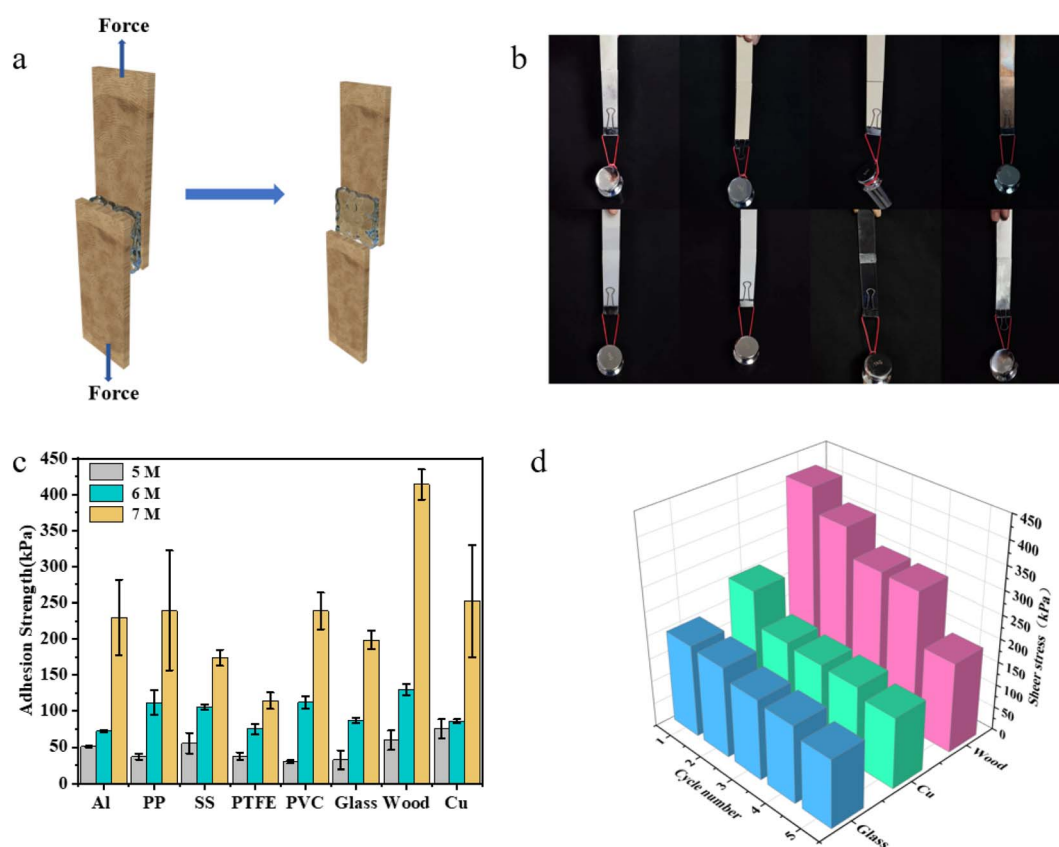 a
Force
Force
b
c
Adhesion Strength(kPa)
450
400
350
300
250
200
150
100
50
0
5 M
6 M
7 M
Al PP SS PTFE PVC Glass Wood Cu
d
450
400
350
300
250
200
150
100
50
0
Sheer stress (kPa)
1
2
3
4
5
Cycle number
Glass
Cu
Wood